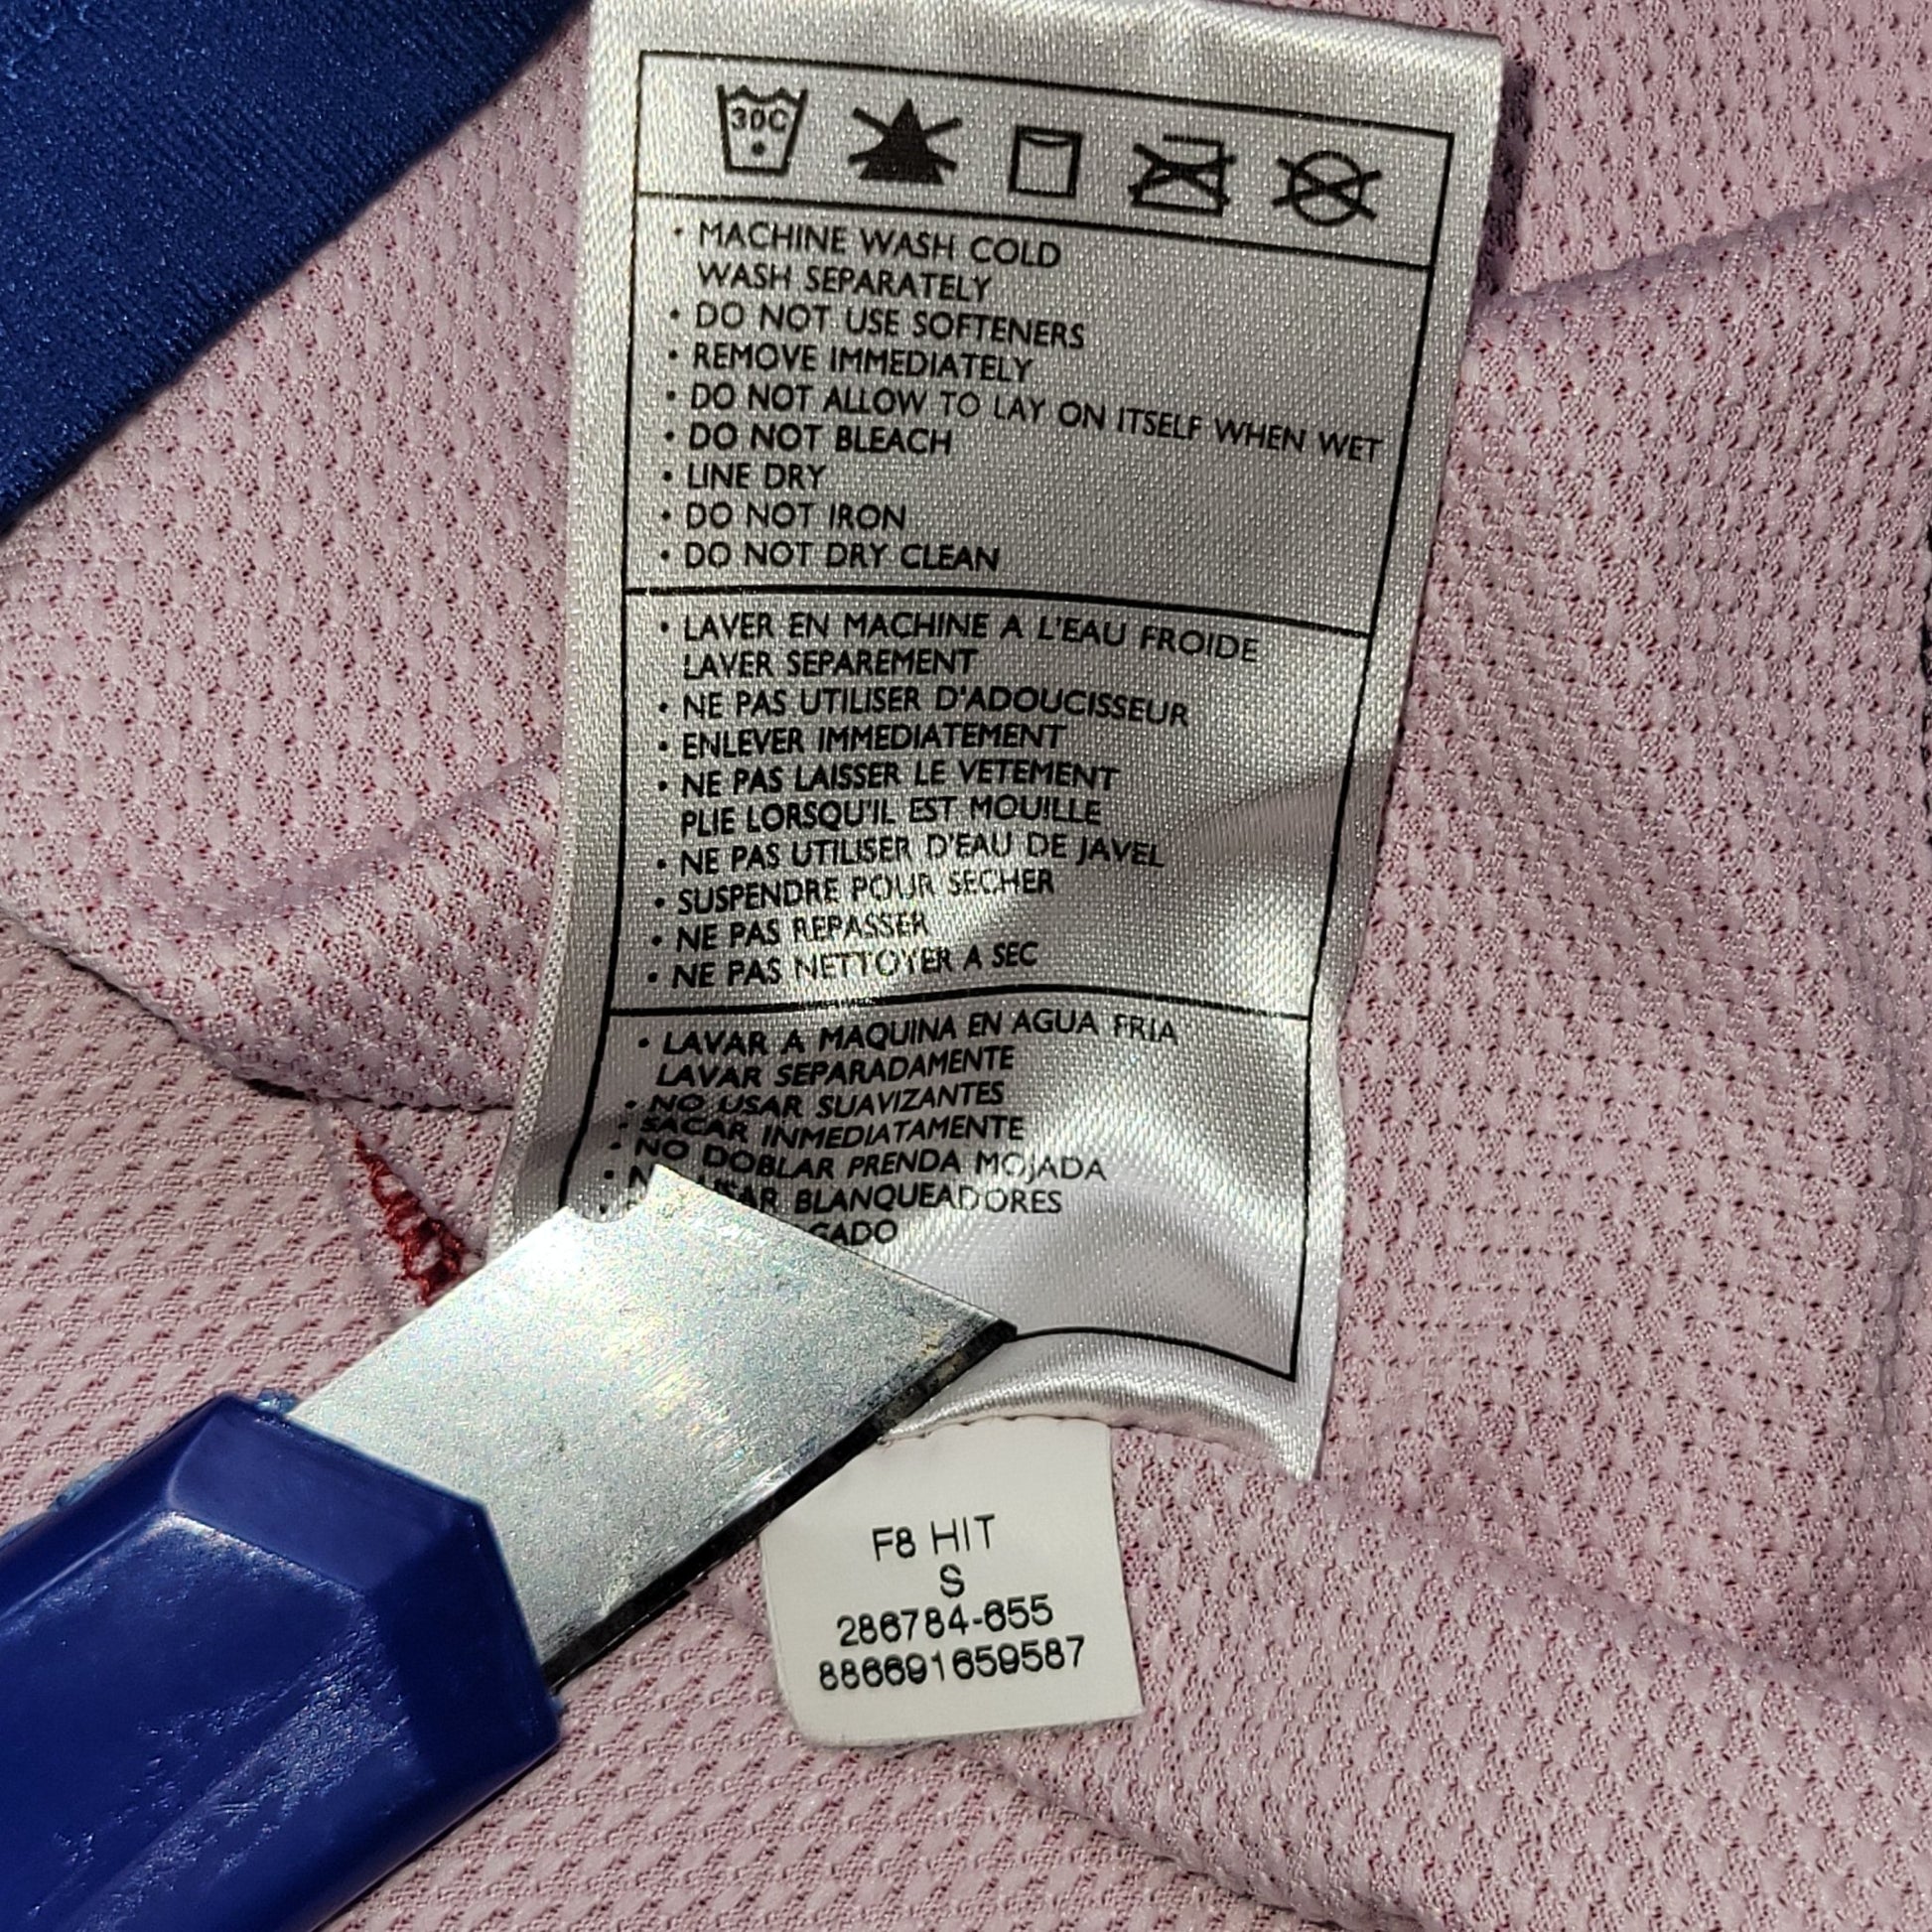 30C
• MACHINE WASH COLD
WASH SEPARATELY
• DO NOT USE SOFTENERS
• REMOVE IMMEDIATELY
• DO NOT ALLOW TO LAY ON ITSELF WHEN WET
• DO NOT BLEACH
• LINE DRY
• DO NOT IRON
• DO NOT DRY CLEAN
• LAVER EN MACHINE A L'EAU FROIDE
LAVER SEPAREMENT
• NE PAS UTILISER D'ADOUCISSEUR
• ENLEVER IMMEDIATEMENT
• NE PAS LAISSER LE VETEMENT
PLIE LORSQU'IL EST MOUILLE
• NE PAS UTILISER D'EAU DE JAVEL
• SUSPENDRE POUR SECHER
• NE PAS REPASSER
• NE PAS NETTOYER A SEC
• LAVAR A MAQUINA EN AGUA FRIA
LAVAR SEPARADAMENTE
• NO USAR SUAVIZANTES
• SACAR INMEDIATAMENTE
• NO DOBLAR PRENDA MOJADA
• BLANQUEADORES
F8 HIT
S
286784-655
886691659587